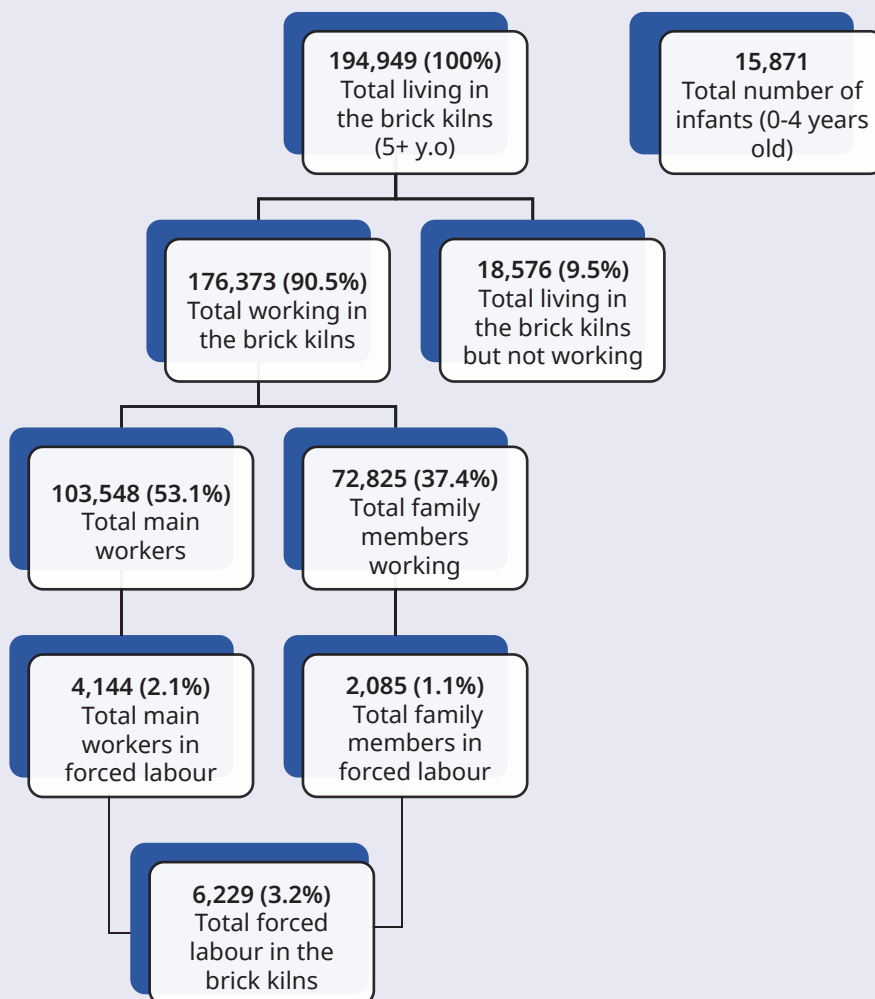 194,949 (100%)
Total living in
the brick kilns
(5+ y.o)
15,871
Total number of
infants (0-4 years
old)
176,373 (90.5%)
Total working in
the brick kilns
18,576 (9.5%)
Total living in
the brick kilns
but not working
103,548 (53.1%)
Total main
workers
72,825 (37.4%)
Total family
members
working
4,144 (2.1%)
Total main
workers in
forced labour
2,085 (1.1%)
Total family
members in
forced labour
6,229 (3.2%)
Total forced
labour in the
brick kilns